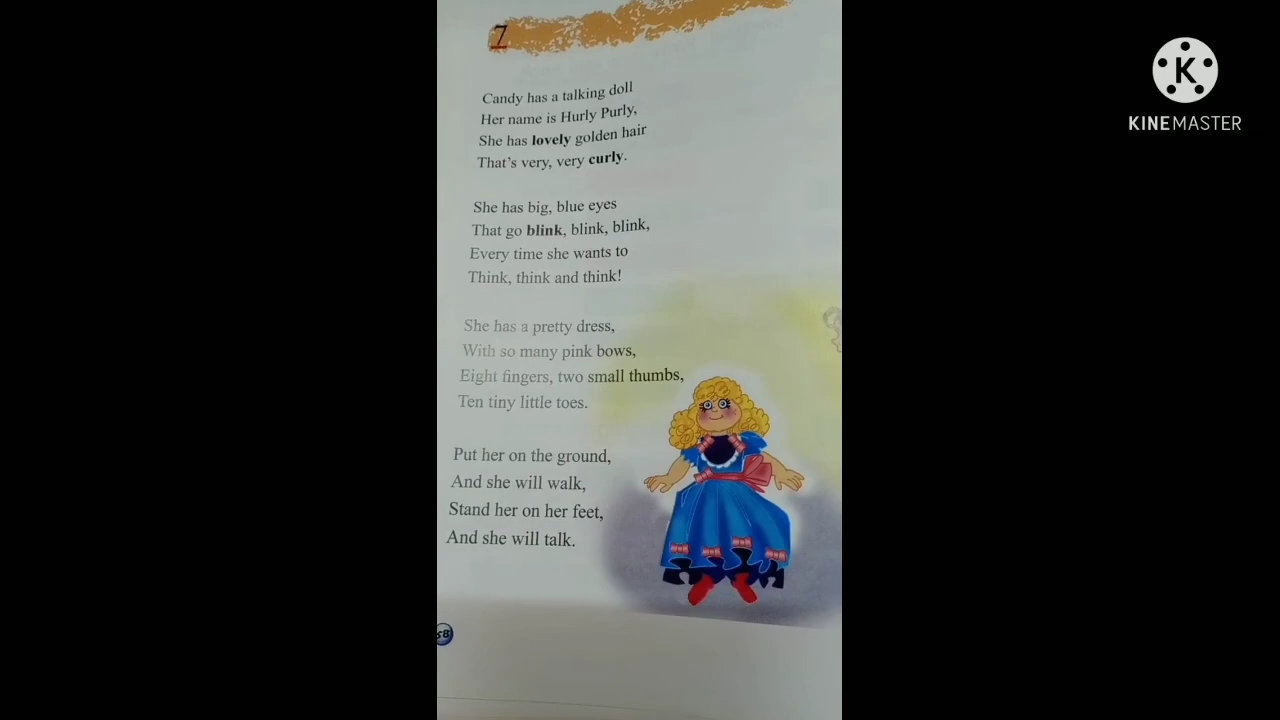 7
Candy has a talking doll
Her name is Hurly Purly,
She has lovely golden hair
That's very, very curly.
She has big, blue eyes
That go blink, blink, blink,
Every time she wants to
Think, think and think!
She has a pretty dress,
With so many pink bows,
Eight fingers, two small thumbs,
Ten tiny little toes.
Put her on the ground,
And she will walk,
Stand her on her feet,
And she will talk.
58
K
KINEMASTER